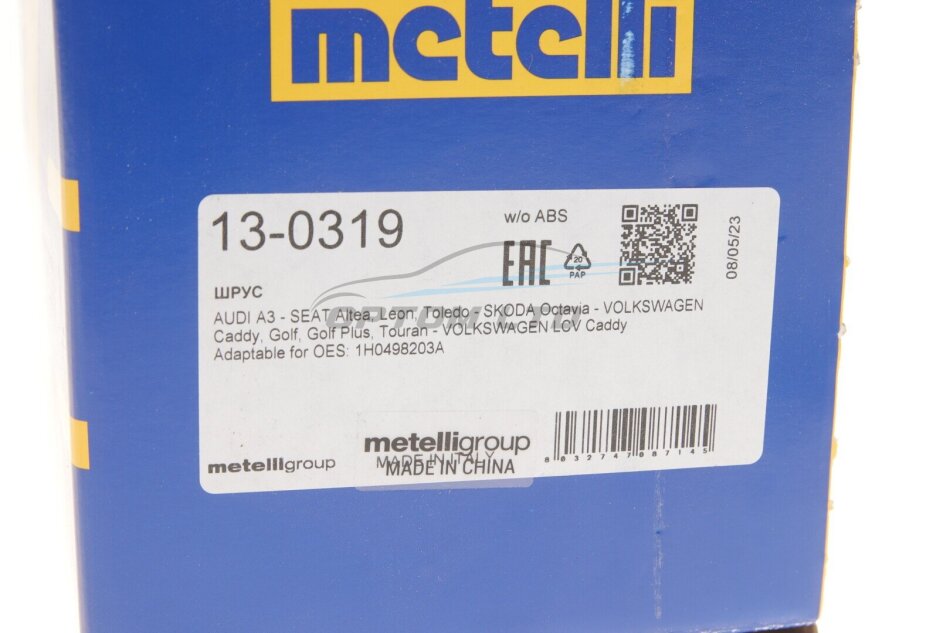 metelli
13-0319
w/o ABS
EAC
20
PAP
08/05/23
ШРУС
AUDI A3 - SEAT Altea, Leon, Toledo - SKODA Octavia - VOLKSWAGEN
Caddy, Golf, Golf Plus, Touran - VOLKSWAGEN LCV Caddy
Adaptable for OES: 1H0498203A
metelligroup
metelligroup
MADE IN ITALY
MADE IN CHINA
8032747087145